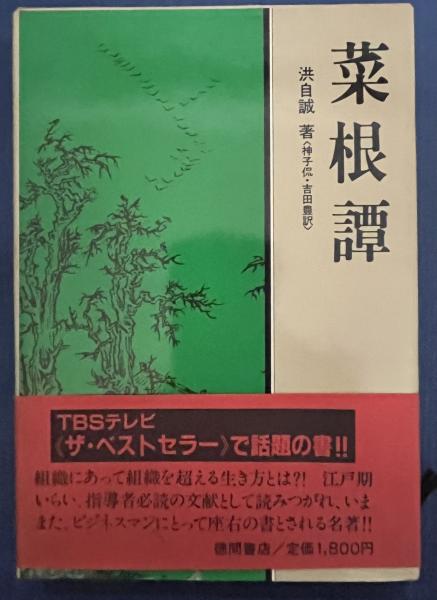 菜根譚
洪自誠 著〈神子侃・吉田豊訳〉
TBSテレビ
《ザ・ベストセラー》で話題の書!!
組織にあって組織を超える生き方とは?! 江戸期
いらい、指導者必読の文献として読みつがれ、いま
また、ビジネスマンにとって座右の書とされる名著!!
徳間書店/定価1,800円